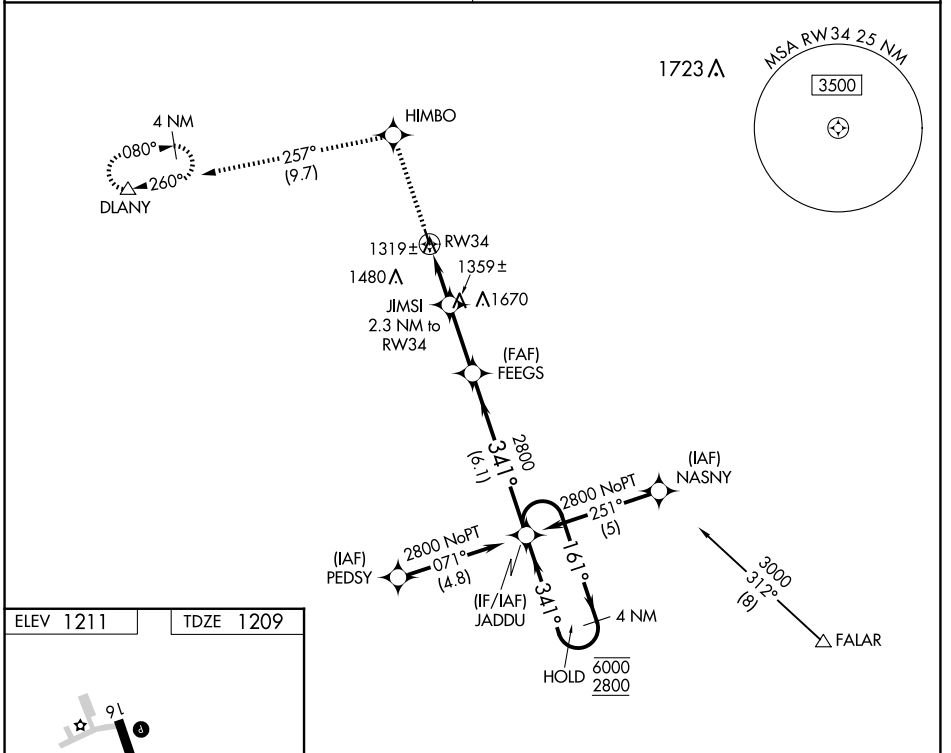 MSA RW34 25 NM
3500
1723
HIMBO
4 NM
080°
260°
DLANY
257°
(9.7)
1319±
RW34
1480
1359±
1670
JIMSI
2.3 NM to
RW34
(FAF)
FEEGS
341°
2800
(6.1)
(IAF)
NASNY
2800 NoPT
251°
(5)
(IAF)
PEDSY
2800 NoPT
071°
(4.8)
(IF/IAF)
JADDU
161°
341°
4 NM
HOLD
6000
2800
3000
312°
(8)
FALAR
ELEV 1211
TDZE 1209
16
P